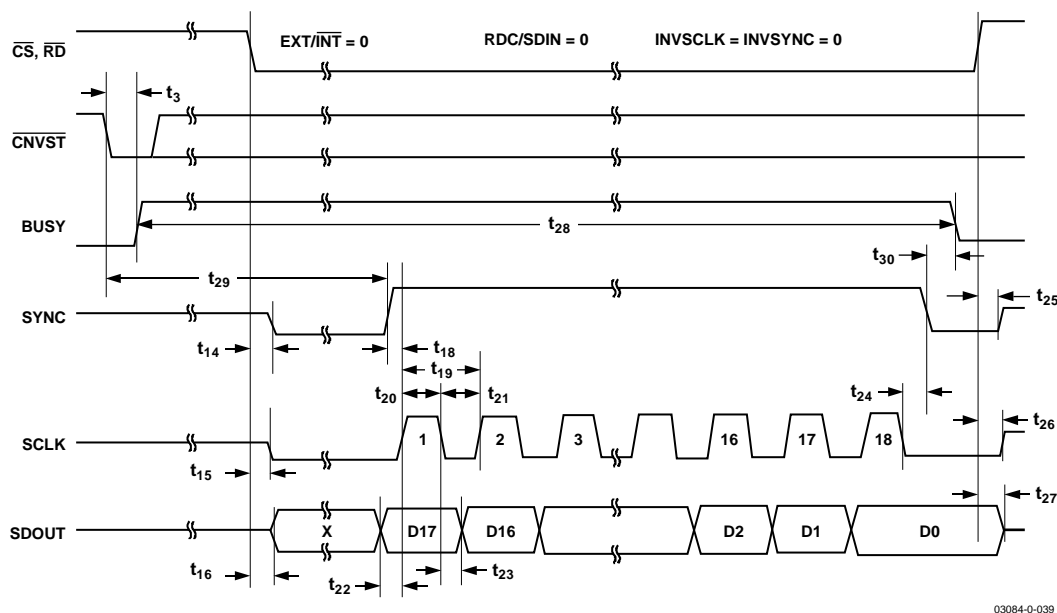 EXT/INT = 0 RDC/SDIN = 0 INVSCLK = INVSYNC = 0
CS, RD
t3
CNVST
BUSY
t28
t30
t29
t25
SYNC
t14
t18
t19
t20
t21
t24
t26
SCLK
1 2 3 16 17 18
t15
t27
SDOUT
X D17 D16 D2 D1 D0
t16
t22
t23
03084-0-039